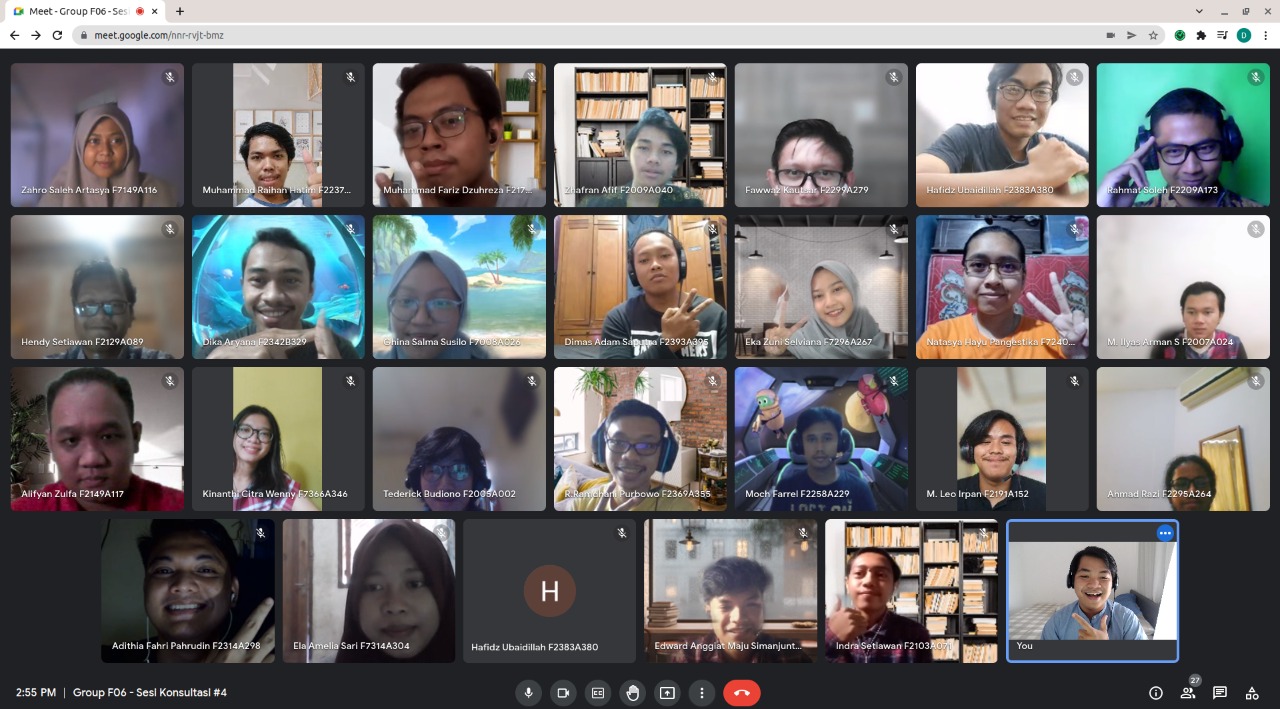 Meet - Group F06 - Ses
meet.google.com/nnr-rvjt-bmz
D
Zahro Saleh Artasya F7149A116
Muhammad Raihan Hatim F2237...
Muhammad Fariz Dzuhreza F217...
Zhafran Afif F2009A040
Fawwaz Kautsar F2299A279
Hafidz Ubaidillah F2383A380
Rahmat Soleh F2209A173
Hendy Setiawan F2129A089
Dika Aryana F2342B329
Ghina Salma Susilo F7008A026
Dimas Adam Saputra F2393A395
Eka Zuni Selviana F7296A267
Natasya Hayu Pangestika F7240...
M. Ilyas Arman S F2007A024
Alifyan Zulfa F2149A117
Kinanthi Citra Wenny F7366A346
Tederick Budiono F2005A002
R.Ramdhani Purbowo F2369A355
Moch Farrel F2258A229
M. Leo Irpan F2191A152
Ahmad Razi F2295A264
Adithia Fahri Pahrudin F2314A298
Ela Amelia Sari F7314A304
H
Hafidz Ubaidillah F2383A380
Edward Anggiat Maju Simanjunt...
Indra Setiawan F2103A071
You
2:55 PM | Group F06 - Sesi Konsultasi #4
27